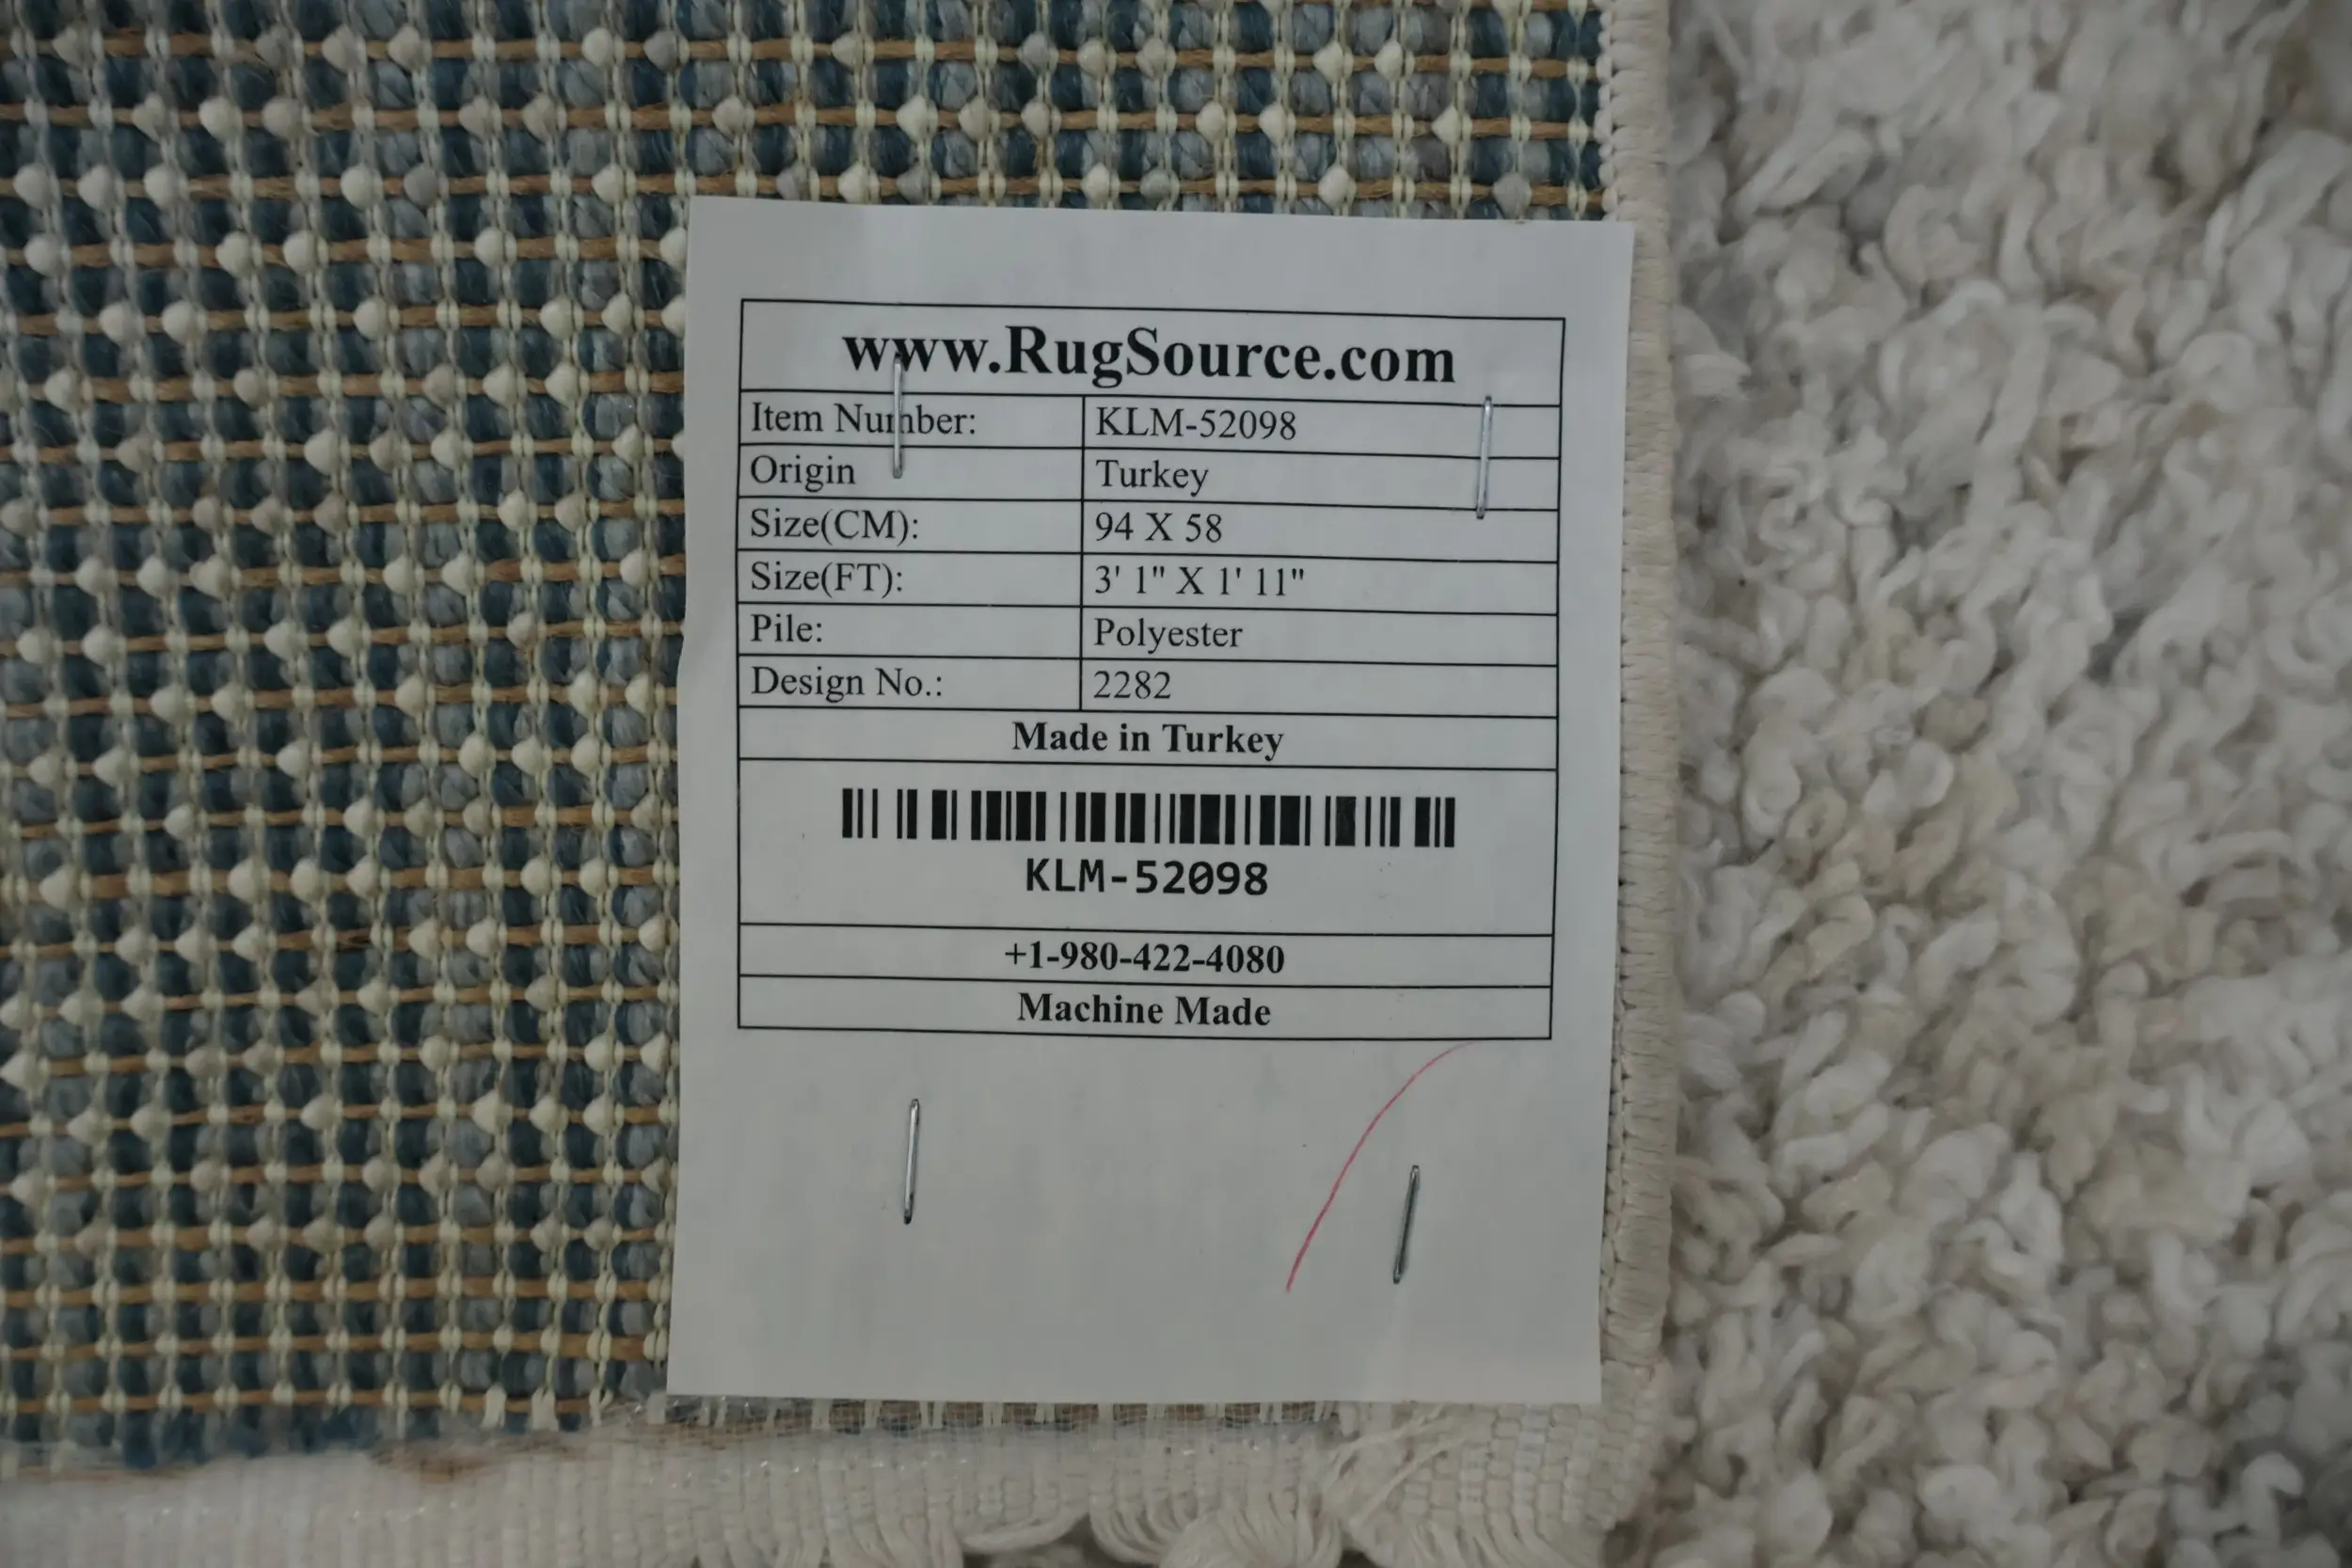 www.RugSource.com
Item Number: KLM-52098
Origin Turkey
Size(CM): 94 X 58
Size(FT): 3' 1" X 1' 11"
Pile: Polyester
Design No.: 2282
Made in Turkey
KLM-52098
+1-980-422-4080
Machine Made